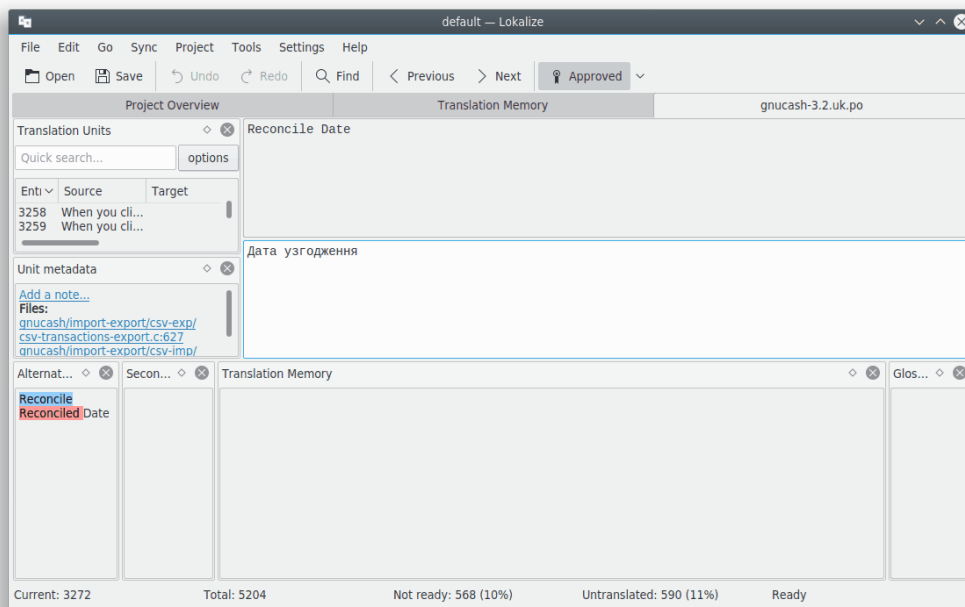 default — Lokalize
File Edit Go Sync Project Tools Settings Help
Open Save Undo Redo Find Previous Next Approved
Project Overview Translation Memory gnucash-3.2.uk.po
Translation Units
Quick search... options
Entı Source Target
3258 When you cli...
3259 When you cli...
Unit metadata
Add a note...
Files:
gnucash/import-export/csv-exp/
csv-transactions-export.c:627
gnucash/import-export/csv-imp/
Reconcile Date
Дата узгодження
Alternat... Secon... Translation Memory Glos...
Reconcile
Reconciled Date
Current: 3272 Total: 5204 Not ready: 568 (10%) Untranslated: 590 (11%) Ready